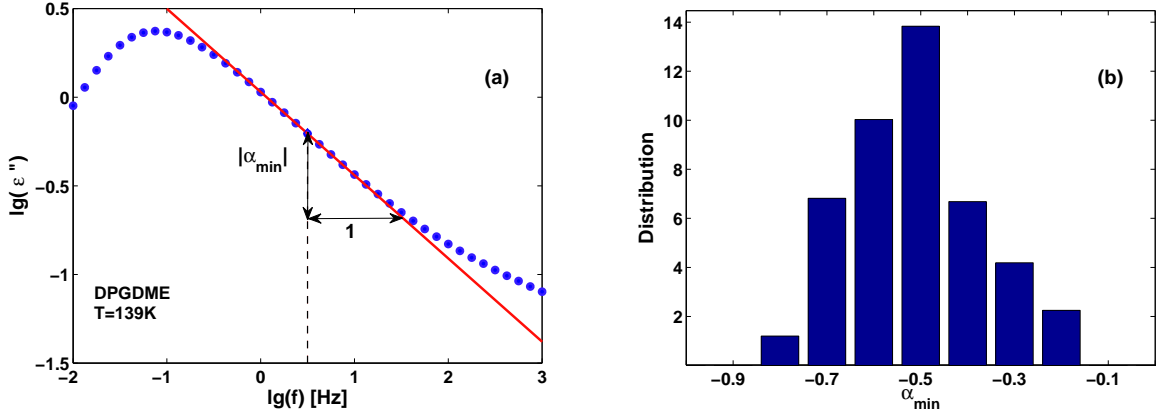 0.5
0
−0.5
−1
−1.5
−2
−1
0
1
2
3
lg(f) [Hz]
lg( ε ")
(a)
|αmin|
1
DPGDME
T=139K
14
12
10
8
6
4
2
−0.9
−0.7
−0.5
−0.3
−0.1
αmin
Distribution
(b)